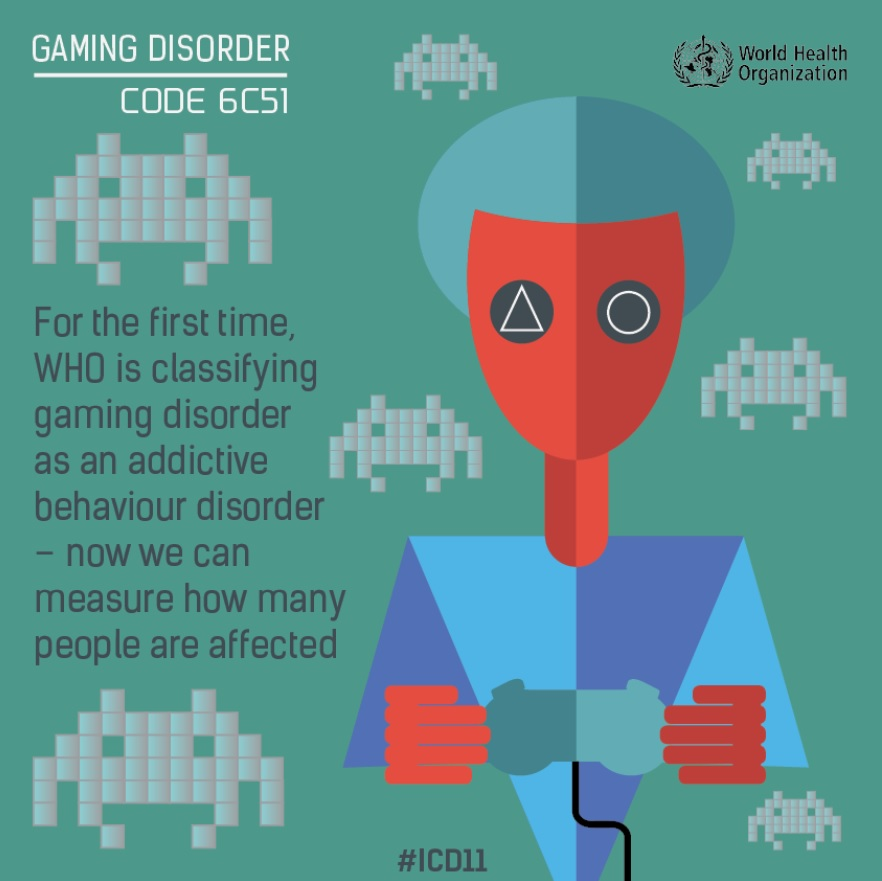 GAMING DISORDER
CODE 6C51
World Health
Organization
For the first time,
WHO is classifying
gaming disorder
as an addictive
behaviour disorder
– now we can
measure how many
people are affected
#ICD11